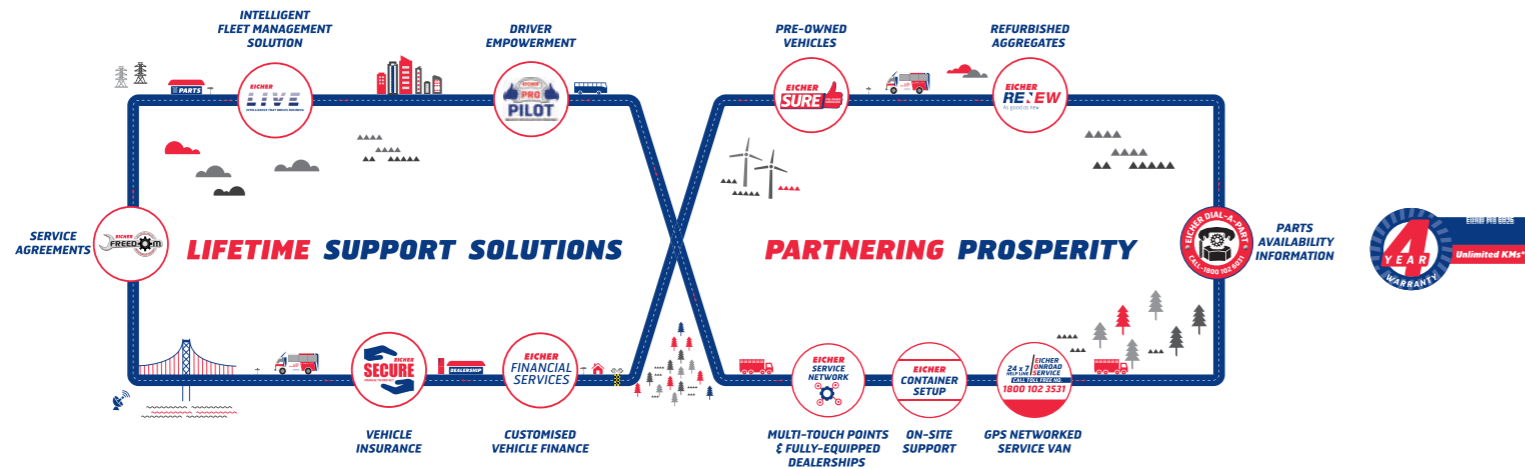 INTELLIGENT
FLEET MANAGEMENT
SOLUTION
DRIVER
EMPOWERMENT
PRE-OWNED
VEHICLES
REFURBISHED
AGGREGATES
PARTS
EICHER
LIVE
EICHER
PRO
PILOT
EICHER
SURE
EICHER
RENEW
As good as new
SERVICE
AGREEMENTS
EICHER
FREEDOM
LIFETIME SUPPORT SOLUTIONS
PARTNERING PROSPERITY
EICHER DIAL-A-PART
CALL-1800 102 6031
PARTS
AVAILABILITY
INFORMATION
4
YEAR
WARRANTY
Unlimited KMs*
EICHER
SECURE
DEALERSHIP
EICHER
FINANCIAL
SERVICES
EICHER
SERVICE
NETWORK
EICHER
CONTAINER
SETUP
24 x 7
HELP LINE
EICHER
ONROAD
SERVICE
CALL TOLL FREE NO.
1800 102 3531
VEHICLE
INSURANCE
CUSTOMISED
VEHICLE FINANCE
MULTI-TOUCH POINTS
& FULLY-EQUIPPED
DEALERSHIPS
ON-SITE
SUPPORT
GPS NETWORKED
SERVICE VAN